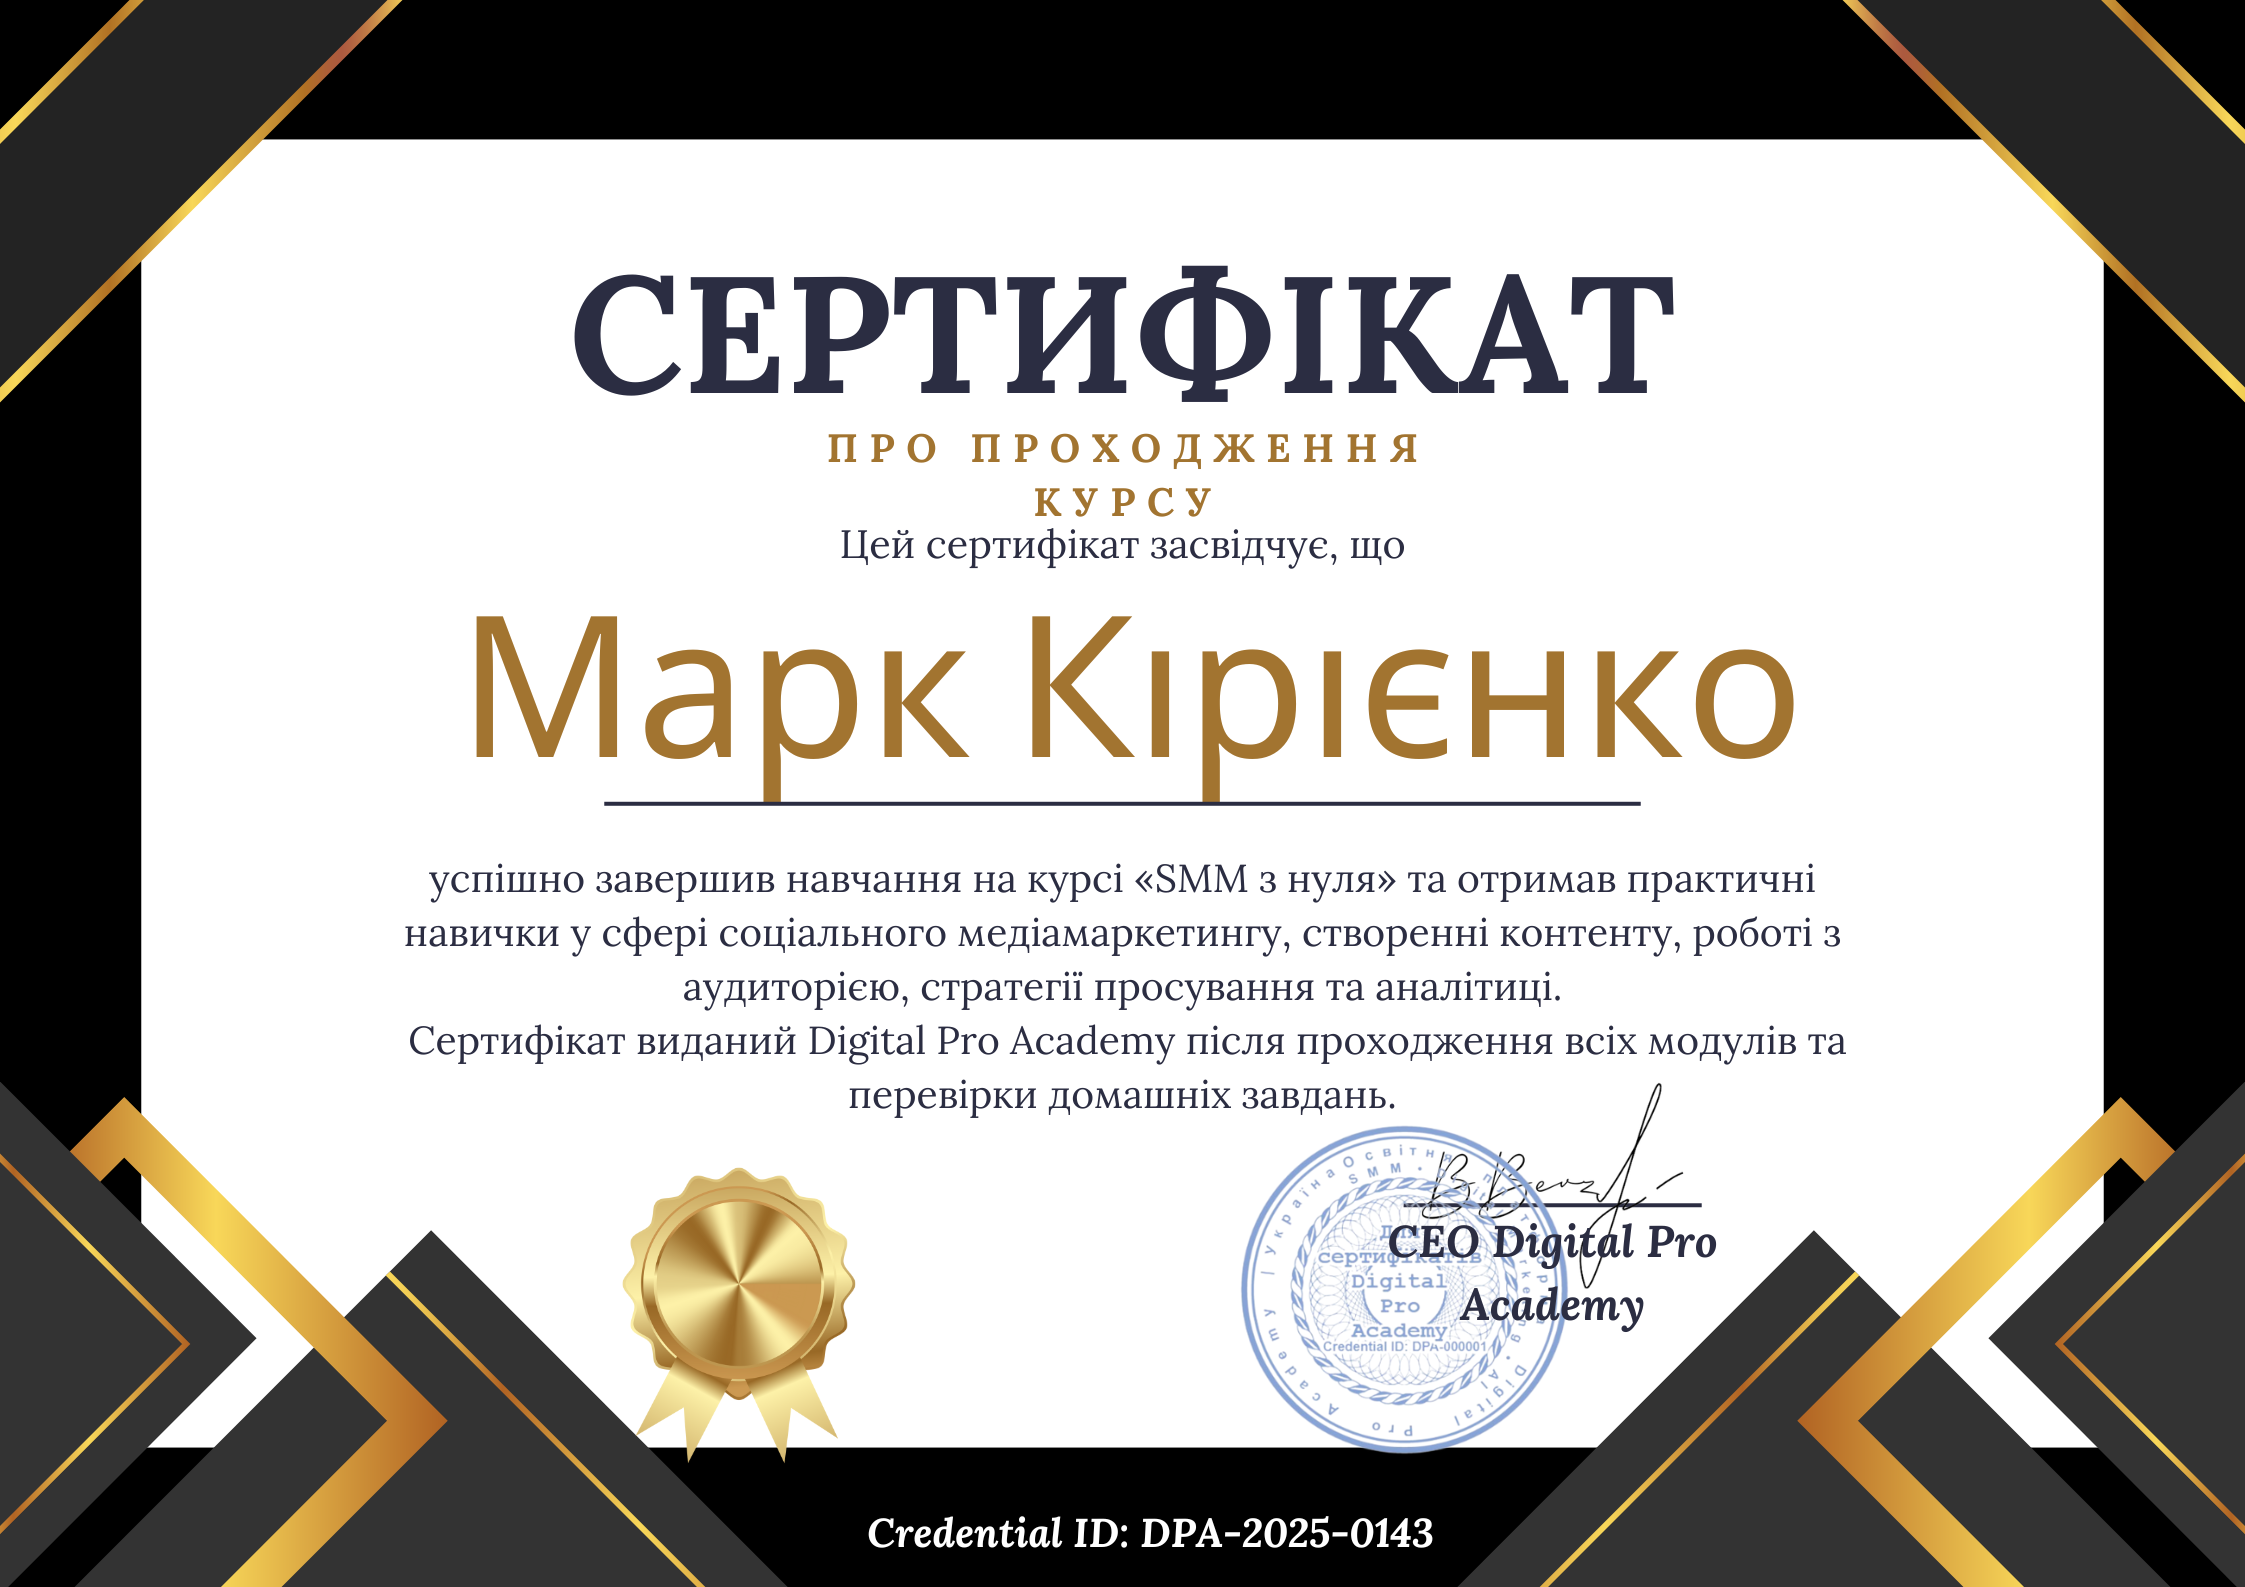 СЕРТИФІКАТ
ПРО ПРОХОДЖЕННЯ
КУРСУ
Цей сертифікат засвідчує, що
Марк Кірієнко
успішно завершив навчання на курсі «SMM з нуля» та отримав практичні
навички у сфері соціального медіамаркетингу, створенні контенту, роботі з
аудиторією, стратегії просування та аналітиці.
Сертифікат виданий Digital Pro Academy після проходження всіх модулів та
перевірки домашніх завдань.
CEO Digital Pro
Academy
Для
сертифікатів
Digital
Pro
Academy
Credential ID: DPA-000001
Digital Pro Academy | Україна
Credential ID: DPA-2025-0143